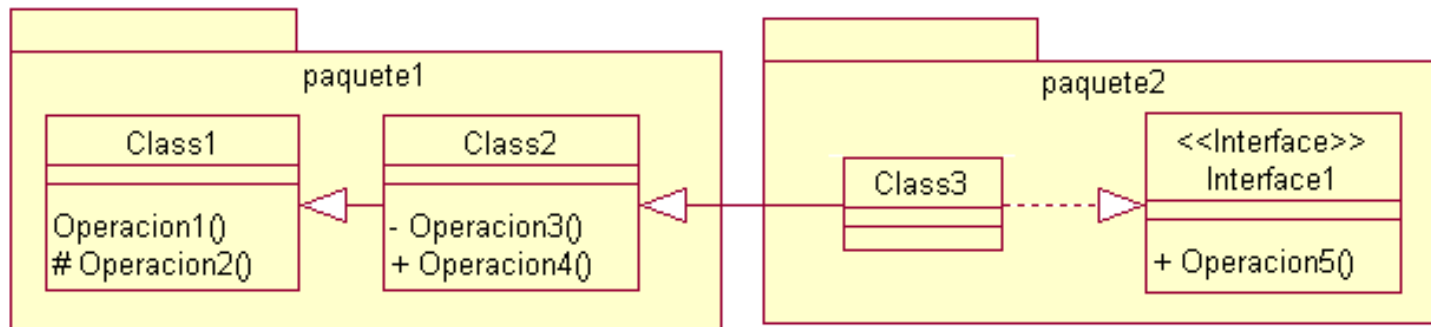 paquete1
Class1
Operacion1()
# Operacion2()
Class2
- Operacion3()
+ Operacion4()
paquete2
Class3
<<Interface>>
Interface1
+ Operacion5()